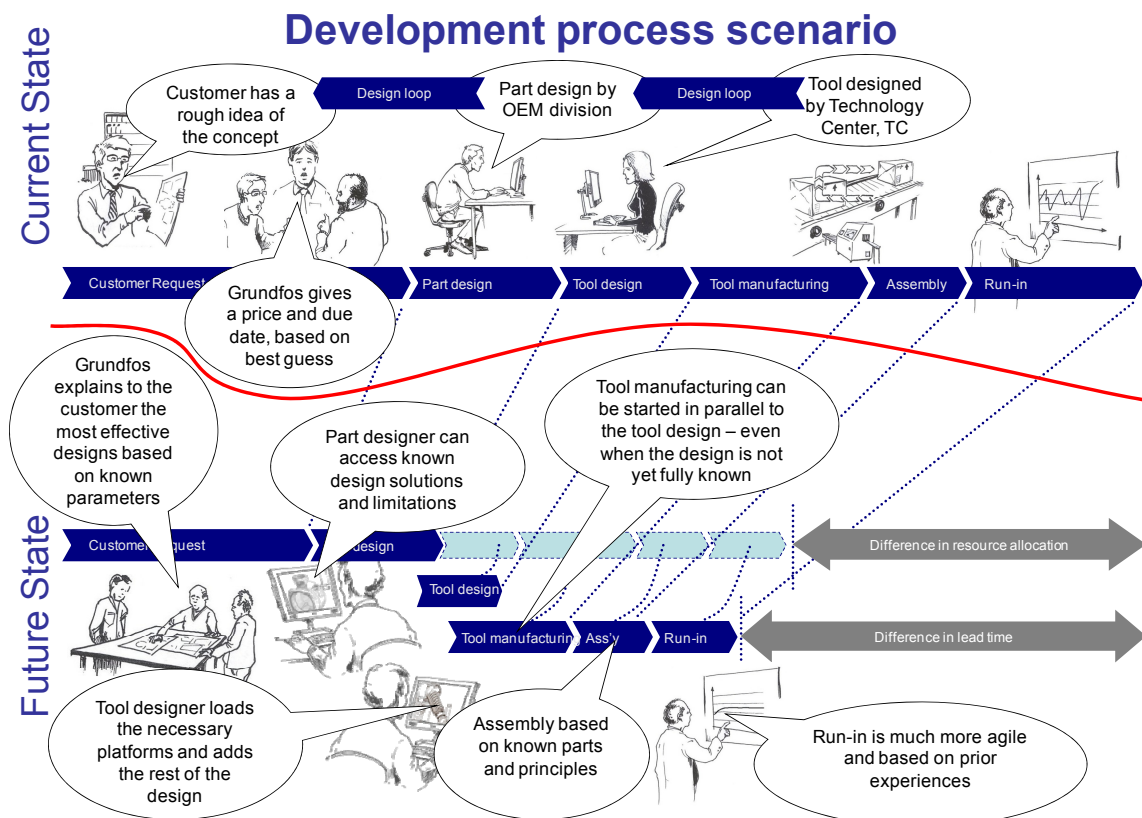 Development process scenario
Current State
Customer has a
rough idea of
the concept
Design loop
Part design by
OEM division
Design loop
Tool designed
by Technology
Center, TC
Customer Request
Part design
Tool design
Tool manufacturing
Assembly
Run-in
Grundfos gives
a price and due
date, based on
best guess
Future State
Grundfos
explains to the
customer the
most effective
designs based
on known
parameters
Part designer can
access known
design solutions
and limitations
Tool manufacturing can
be started in parallel to
the tool design – even
when the design is not
yet fully known
Customer Request
design
Difference in resource allocation
Tool design
Tool manufacturing
Ass'y
Run-in
Difference in lead time
Tool designer loads
the necessary
platforms and adds
the rest of the
design
Assembly based
on known parts
and principles
Run-in is much more agile
and based on prior
experiences